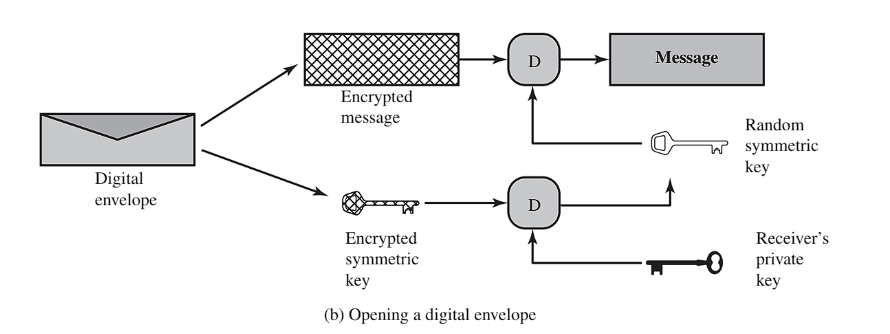 D
Message
Encrypted
message
Random
symmetric
key
Digital
envelope
D
Encrypted
symmetric
key
Receiver's
private
key
(b) Opening a digital envelope